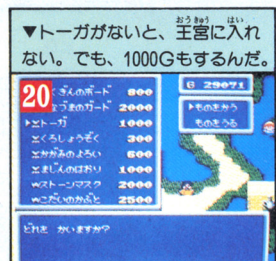 ▼トーガがないと、王宮に入れ
ない。でも、1000Gもするんだ。
20
G 29071
ぎんのボード 800
なづまのガード 2000
トーガ 1000
くろしょうぞく 300
かがみのよろい 500
まじんのはおり 1000
ストーンマスク 2000
こだいのかぶと 2500
ものをかう
ものをうる
どれを かいますか?